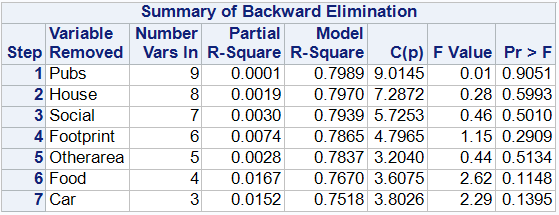 Summary of Backward Elimination
Step Variable Removed Number Vars In Partial R-Square Model R-Square C(p) F Value Pr > F
1 Pubs 9 0.0001 0.7989 9.0145 0.01 0.9051
2 House 8 0.0019 0.7970 7.2872 0.28 0.5993
3 Social 7 0.0030 0.7939 5.7253 0.46 0.5010
4 Footprint 6 0.0074 0.7865 4.7965 1.15 0.2909
5 Otherarea 5 0.0028 0.7837 3.2040 0.44 0.5134
6 Food 4 0.0167 0.7670 3.6075 2.62 0.1148
7 Car 3 0.0152 0.7518 3.8026 2.29 0.1395